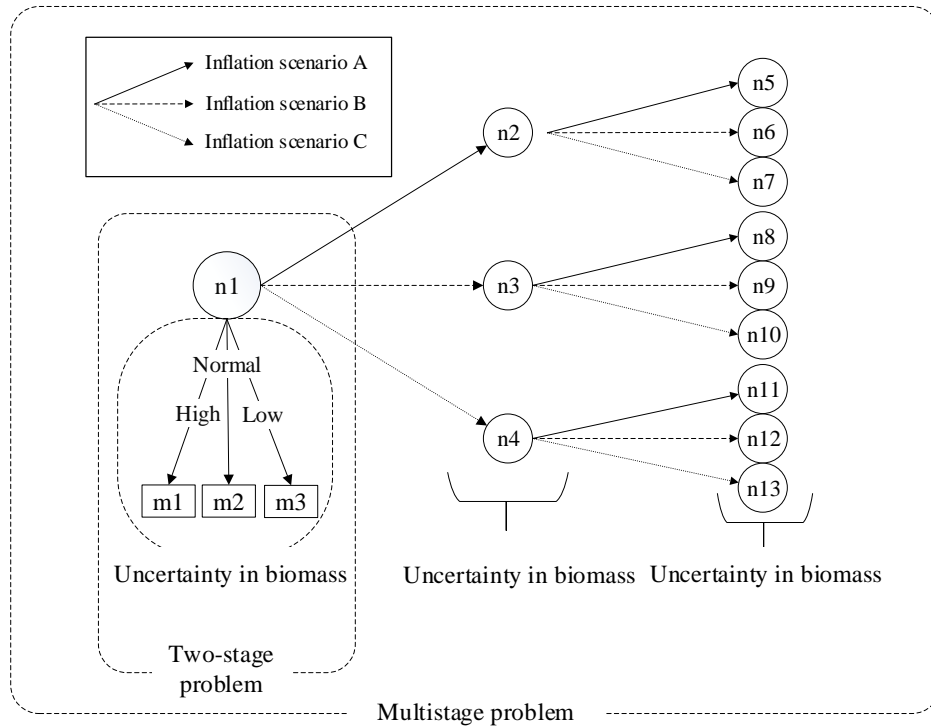 Inflation scenario A
Inflation scenario B
Inflation scenario C
n1
n2
n3
n4
n5
n6
n7
n8
n9
n10
n11
n12
n13
Normal
High
Low
m1
m2
m3
Uncertainty in biomass
Uncertainty in biomass
Uncertainty in biomass
Two-stage
problem
Multistage problem